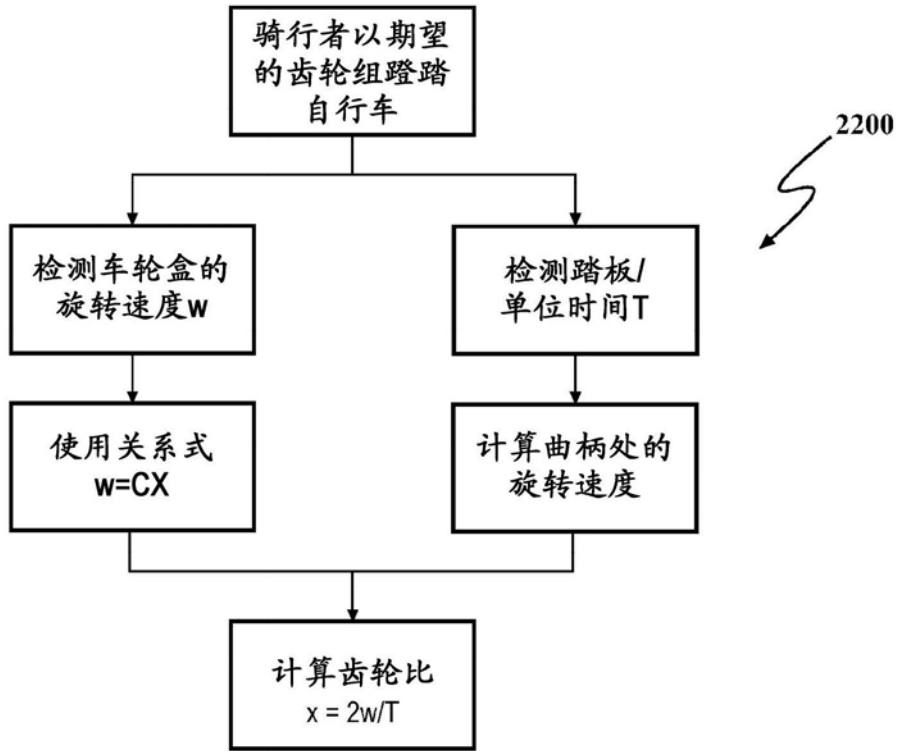 骑行者以期望
的齿轮组蹬踏
自行车
2200
检测车轮盒的
旋转速度w
检测踏板/
单位时间T
使用关系式
w=CX
计算曲柄处的
旋转速度
计算齿轮比
x = 2w/T